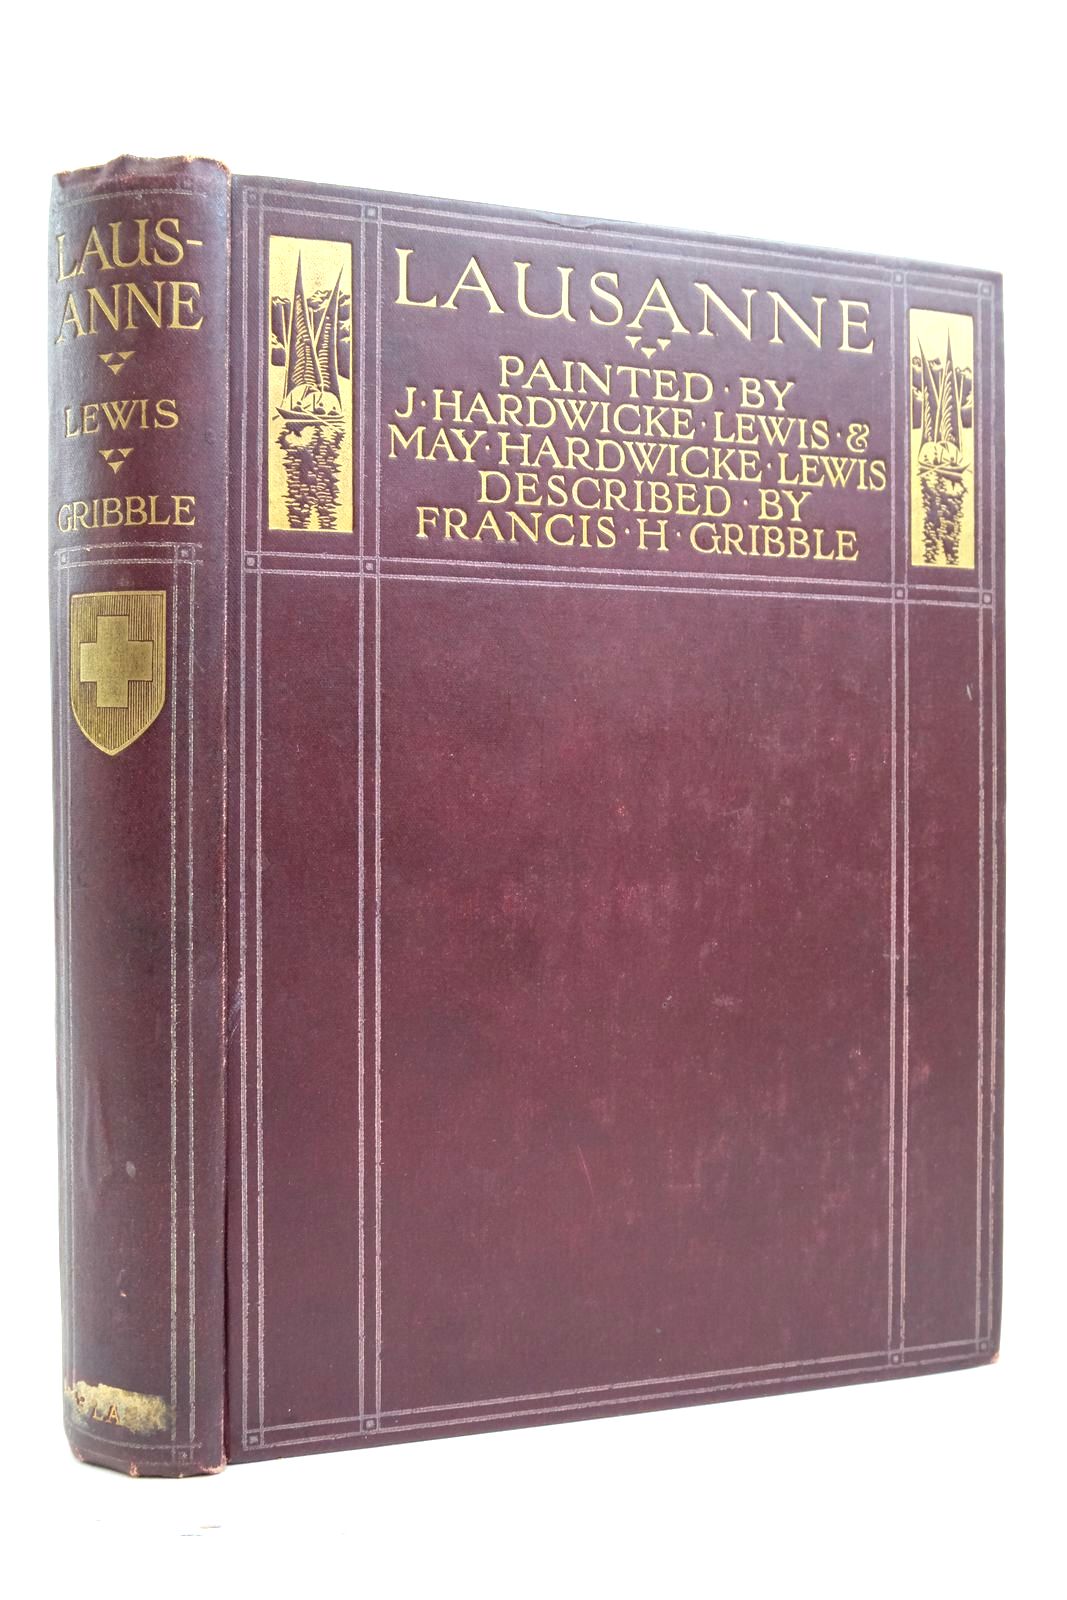 LAUS-
ANNE
LEWIS
GRIBBLE
LAUSANNE
PAINTED · BY
J · HARDWICKE · LEWIS · &
MAY · HARDWICKE · LEWIS
DESCRIBED · BY
FRANCIS · H · GRIBBLE